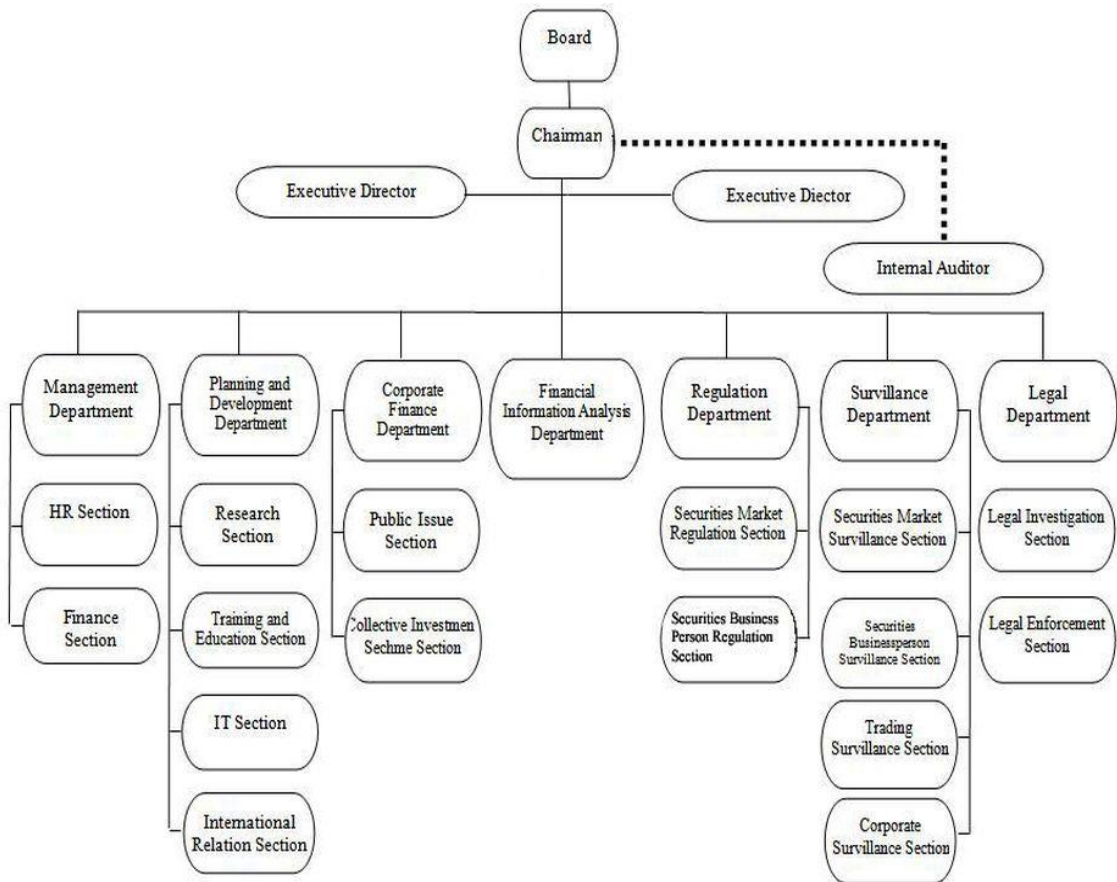 Board
Chairman
Executive Director
Executive Diector
Internal Auditor
Management
Department
Planning and
Development
Department
Corporate
Finance
Department
Financial
Information Analysis
Department
Regulation
Department
Survillance
Department
Legal
Department
HR Section
Research
Section
Public Issue
Section
Securities Market
Regulation Section
Securities Market
Survillance Section
Legal Investigation
Section
Finance
Section
Training and
Education Section
Collective Investmen
Sechme Section
Securities Business
Person Regulation
Section
Securities
Businessperson
Survillance Section
Legal Enforcement
Section
IT Section
Trading
Survillance Section
International
Relation Section
Corporate
Survillance Section